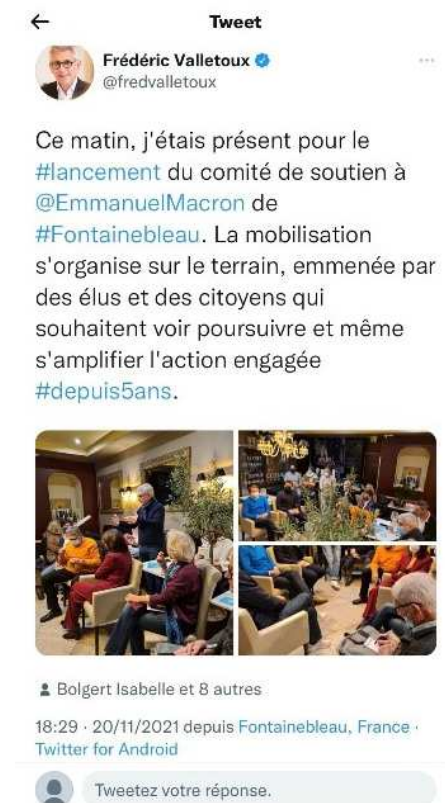 Tweet
Frédéric Valletoux
@fredvalletoux
Ce matin, j'étais présent pour le
#lancement du comité de soutien à
@EmmanuelMacron de
#Fontainebleau. La mobilisation
s'organise sur le terrain, emmenée par
des élus et des citoyens qui
souhaitent voir poursuivre et même
s'amplifier l'action engagée
#depuis5ans.
Bolgert Isabelle et 8 autres
18:29 · 20/11/2021 depuis Fontainebleau, France ·
Twitter for Android
Tweetez votre réponse.